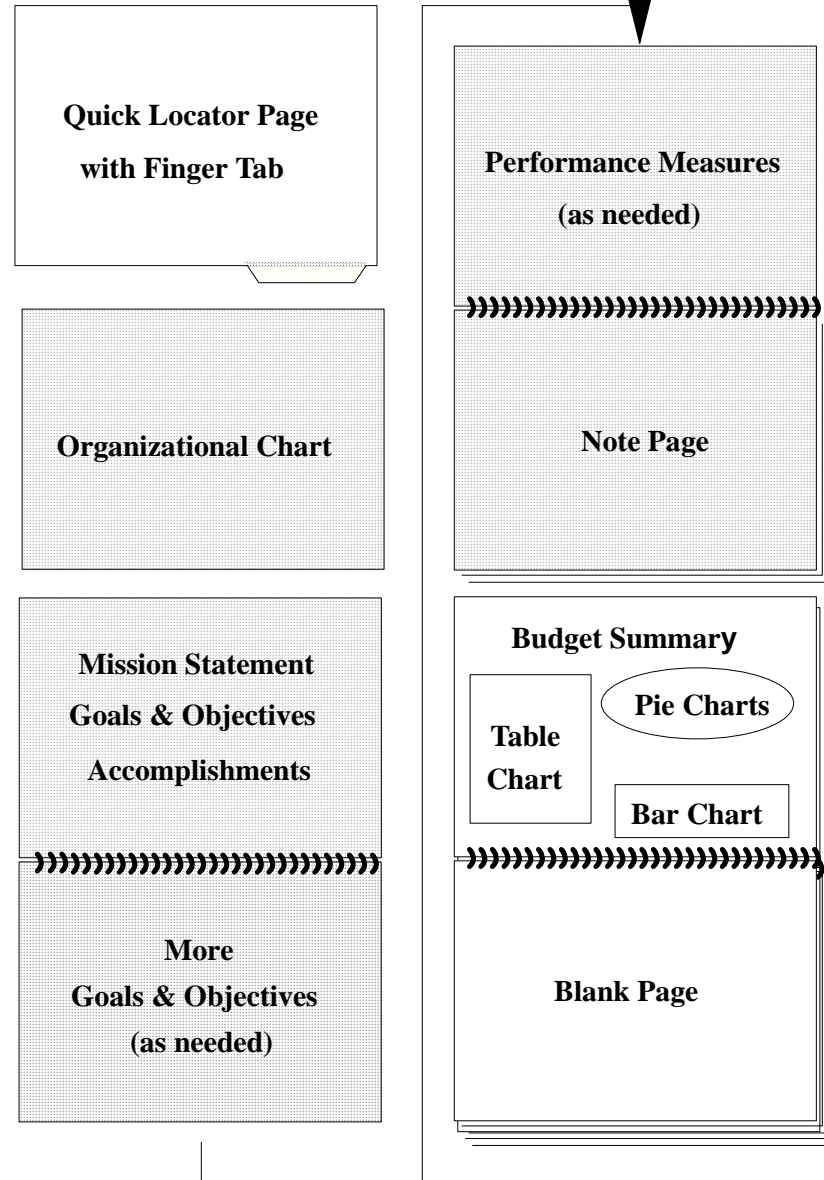 Quick Locator Page
with Finger Tab
Organizational Chart
Mission Statement
Goals & Objectives
Accomplishments
More
Goals & Objectives
(as needed)
Performance Measures
(as needed)
Note Page
Budget Summary
Table
Chart
Pie Charts
Bar Chart
Blank Page